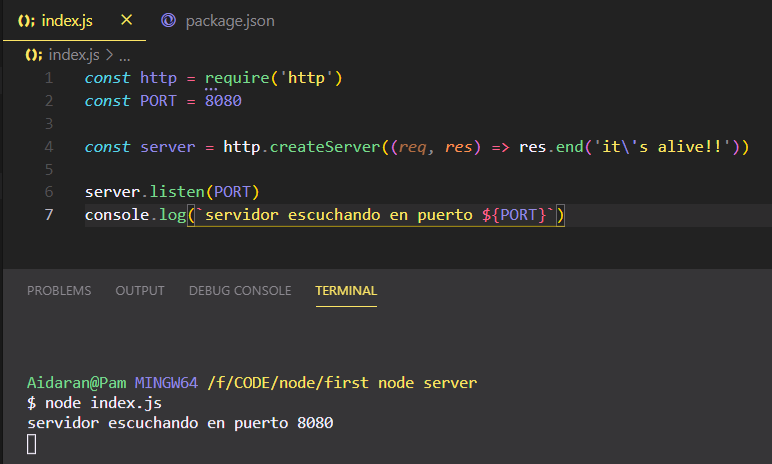 index.js
package.json
index.js > ...
1 const http = require('http')
2 const PORT = 8080
3
4 const server = http.createServer((req, res) => res.end('it\'s alive!!'))
5
6 server.listen(PORT)
7 console.log(`servidor escuchando en puerto ${PORT}`)
PROBLEMS OUTPUT DEBUG CONSOLE TERMINAL
Aidaran@Pam MINGW64 /f/CODE/node/first node server
$ node index.js
servidor escuchando en puerto 8080